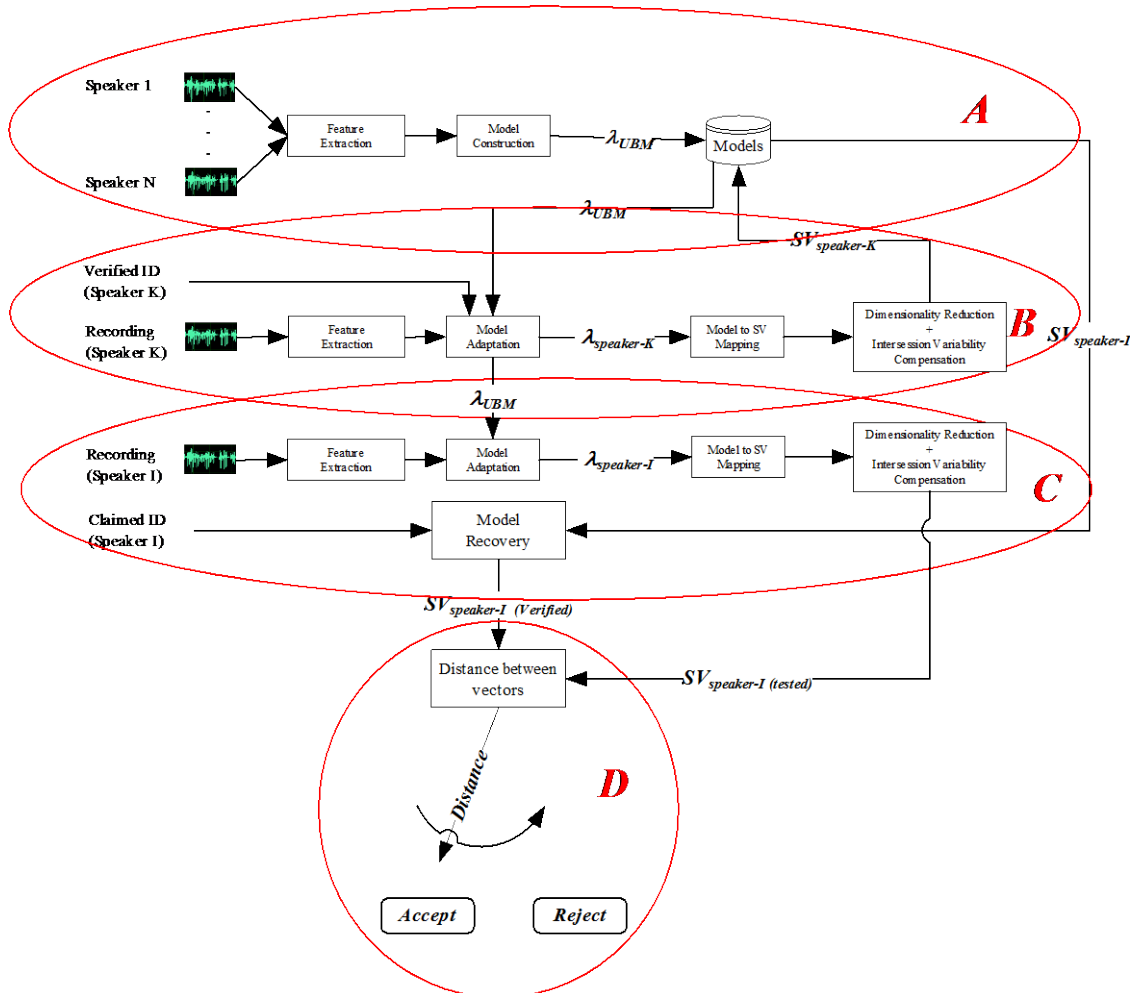 Speaker 1
-
-
-
Speaker N
Feature
Extraction
Model
Construction
λUBM
Models
A
λUBM
SVspeaker-K
Verified ID
(Speaker K)
Recording
(Speaker K)
Feature
Extraction
Model
Adaptation
λspeaker-K
Model to SV
Mapping
Dimensionality Reduction
+
Intersession Variability
Compensation
B
SVspeaker-I
λUBM
Recording
(Speaker I)
Feature
Extraction
Model
Adaptation
λspeaker-I
Model to SV
Mapping
Dimensionality Reduction
+
Intersession Variability
Compensation
C
Claimed ID
(Speaker I)
Model
Recovery
SVspeaker-I (Verified)
Distance between
vectors
SVspeaker-I (tested)
Distance
D
Accept
Reject